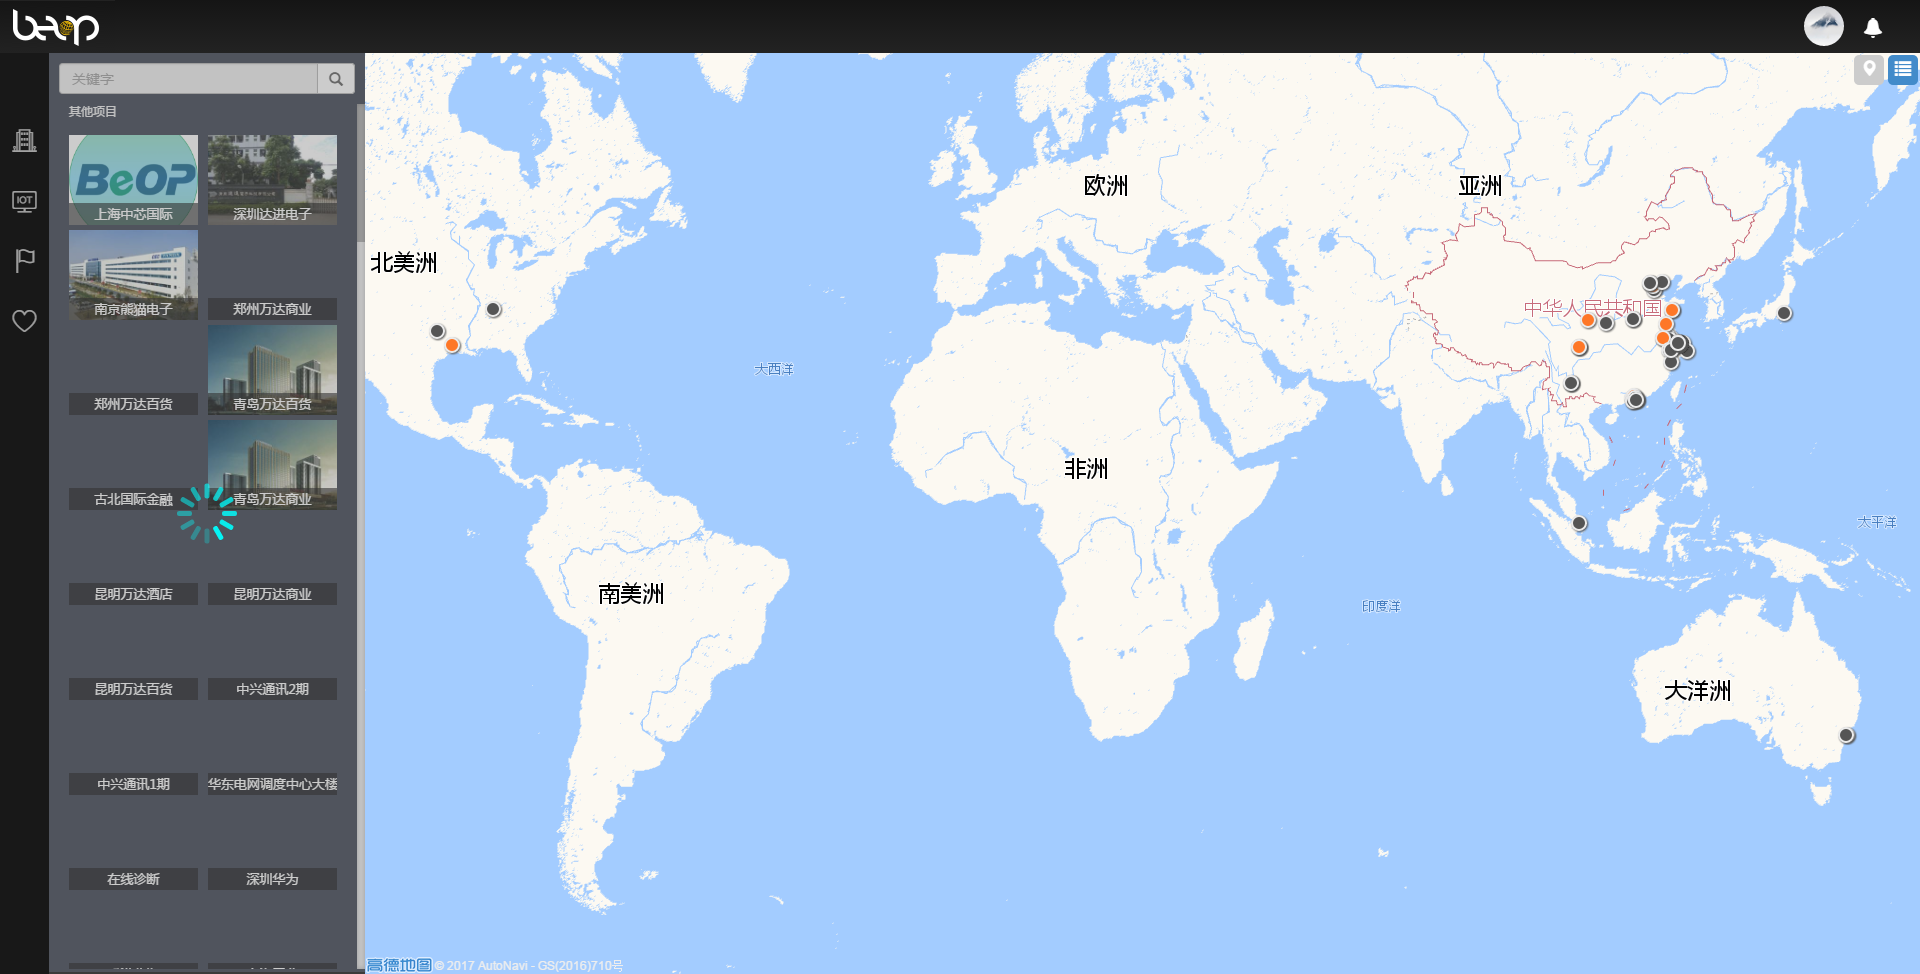 beop
关键字
其他项目
BeOP
上海中芯国际
深圳达进电子
南京熊猫电子
郑州万达商业
郑州万达百货
青岛万达百货
古北国际金融
青岛万达商业
昆明万达酒店
昆明万达商业
昆明万达百货
中兴通讯2期
中兴通讯1期
华东电网调度中心大楼
在线诊断
深圳华为
IOT
欧洲
亚洲
北美洲
中华人民共和国
大西洋
非洲
太平洋
南美洲
印度洋
大洋洲
高德地图 © 2017 AutoNavi - GS(2016)710号